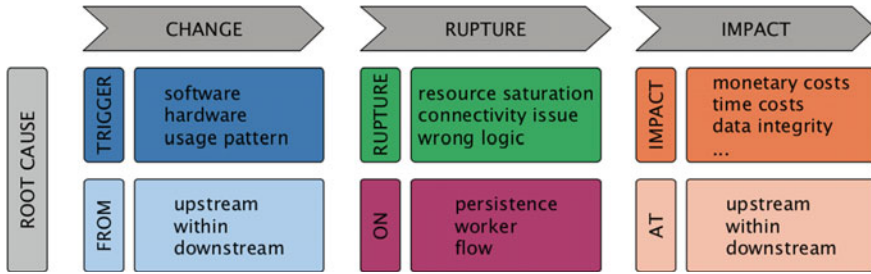 CHANGE
RUPTURE
IMPACT
ROOT CAUSE
TRIGGER
software
hardware
usage pattern
RUPTURE
resource saturation
connectivity issue
wrong logic
IMPACT
monetary costs
time costs
data integrity
...
FROM
upstream
within
downstream
ON
persistence
worker
flow
AT
upstream
within
downstream